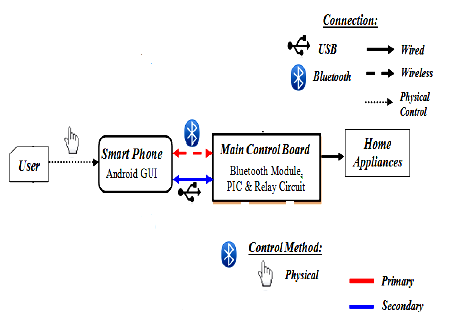 Connection:
USB
Wired
Bluetooth
Wireless
Physical
Control
User
Smart Phone
Android GUI
Main Control Board
Bluetooth Module,
PIC & Relay Circuit
Home
Appliances
Control Method:
Physical
Primary
Secondary